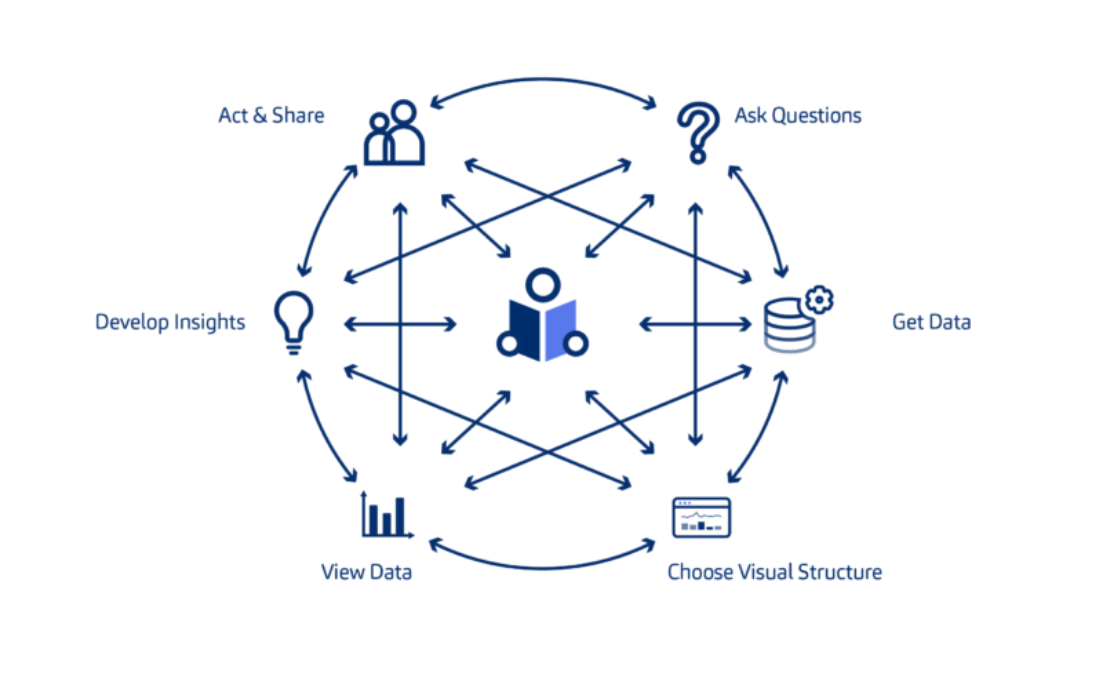 Act & Share
Ask Questions
Develop Insights
Get Data
View Data
Choose Visual Structure